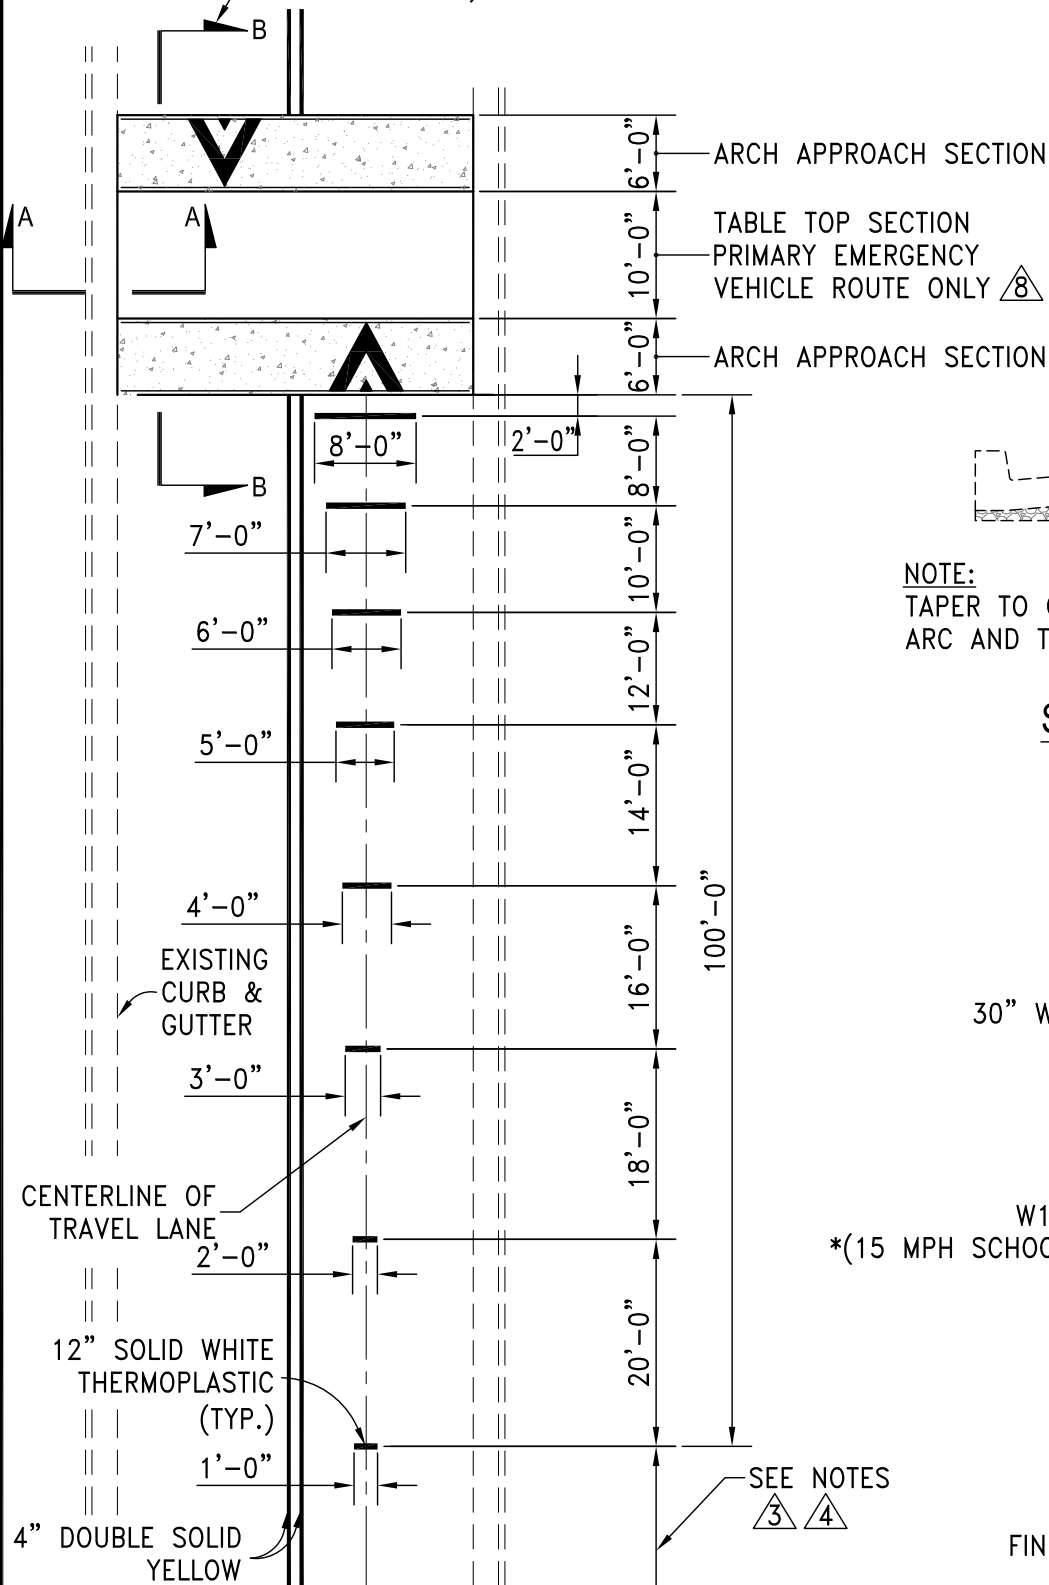 B
6'-0"
ARCH APPROACH SECTION
A
A
TABLE TOP SECTION
PRIMARY EMERGENCY
VEHICLE ROUTE ONLY 8
10'-0"
6'-0"
ARCH APPROACH SECTION
8'-0"
2'-0"
8'-0"
B
7'-0"
10'-0"
NOTE:
TAPER TO
ARC AND T
6'-0"
12'-0"
S
5'-0"
14'-0"
4'-0"
100'-0"
EXISTING
CURB &
GUTTER
16'-0"
30" W
3'-0"
18'-0"
CENTERLINE OF
TRAVEL LANE
W1
*(15 MPH SCHOO
2'-0"
12" SOLID WHITE
THERMOPLASTIC
(TYP.)
20'-0"
1'-0"
SEE NOTES
3 4
4" DOUBLE SOLID
YELLOW
FIN